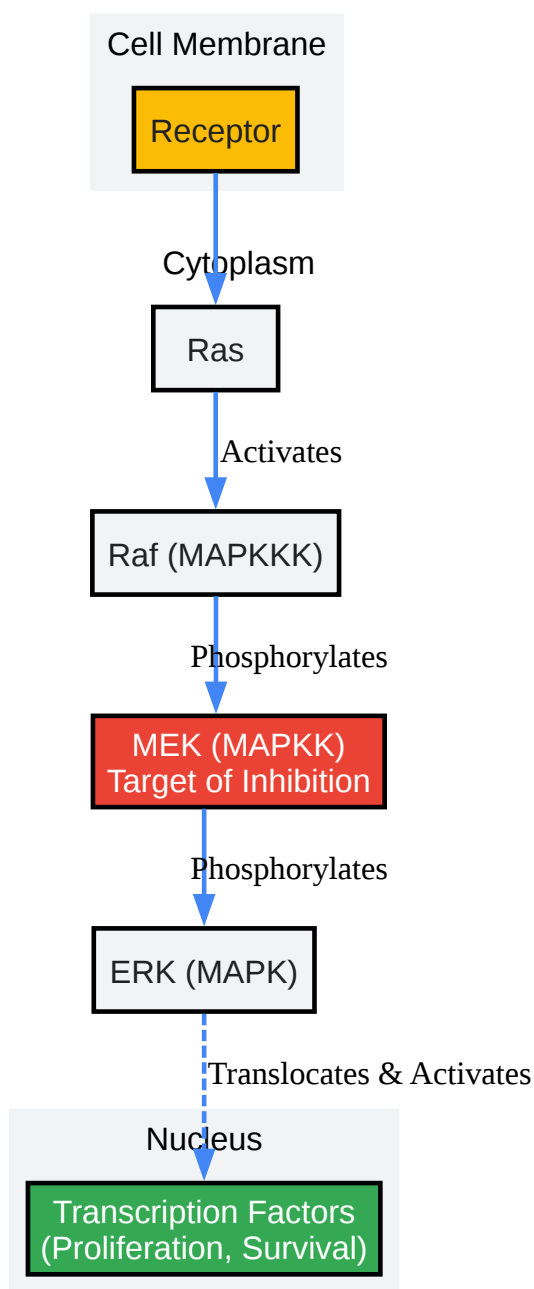 Cell Membrane
Receptor
Cytoplasm
Ras
Activates
Raf (MAPKKK)
Phosphorylates
MEK (MAPKK)
Target of Inhibition
Phosphorylates
ERK (MAPK)
Translocates & Activates
Nucleus
Transcription Factors
(Proliferation, Survival)